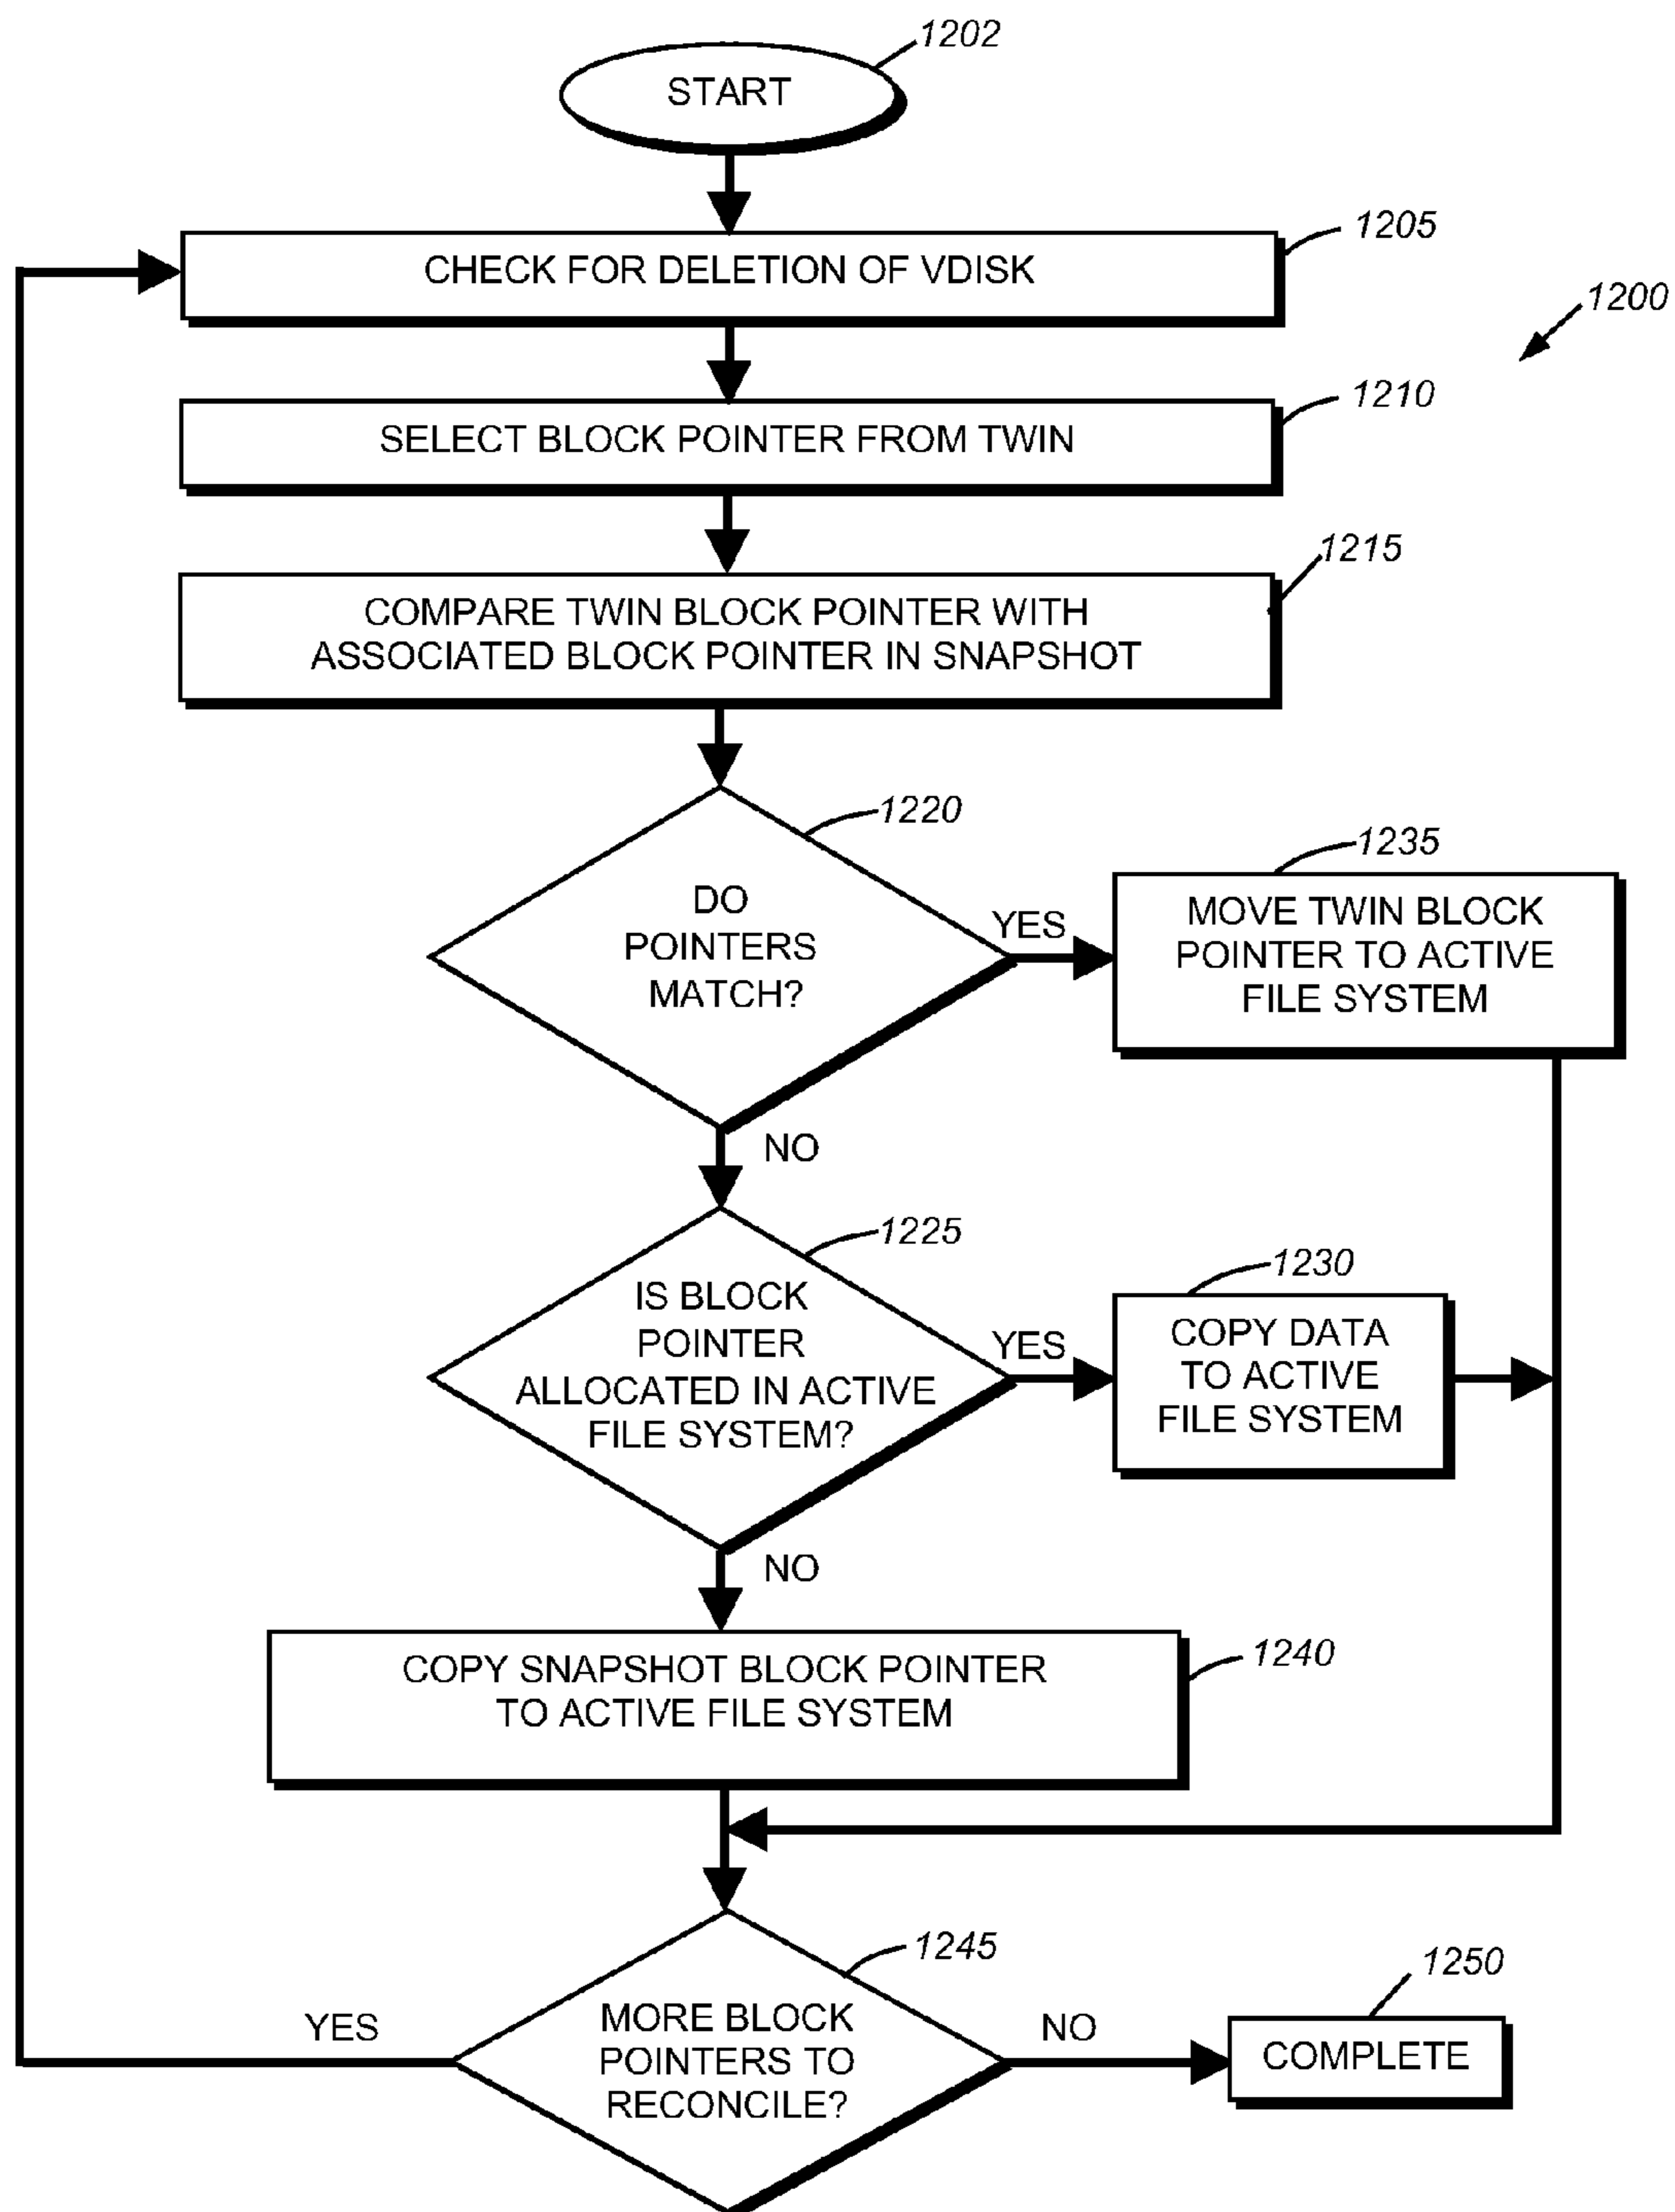 1202
START
1205
CHECK FOR DELETION OF VDISK
1200
1210
SELECT BLOCK POINTER FROM TWIN
1215
COMPARE TWIN BLOCK POINTER WITH
ASSOCIATED BLOCK POINTER IN SNAPSHOT
1220
DO
POINTERS
MATCH?
YES
1235
MOVE TWIN BLOCK
POINTER TO ACTIVE
FILE SYSTEM
NO
1225
IS BLOCK
POINTER
ALLOCATED IN ACTIVE
FILE SYSTEM?
YES
1230
COPY DATA
TO ACTIVE
FILE SYSTEM
NO
1240
COPY SNAPSHOT BLOCK POINTER
TO ACTIVE FILE SYSTEM
1245
MORE BLOCK
POINTERS TO
RECONCILE?
YES
NO
1250
COMPLETE